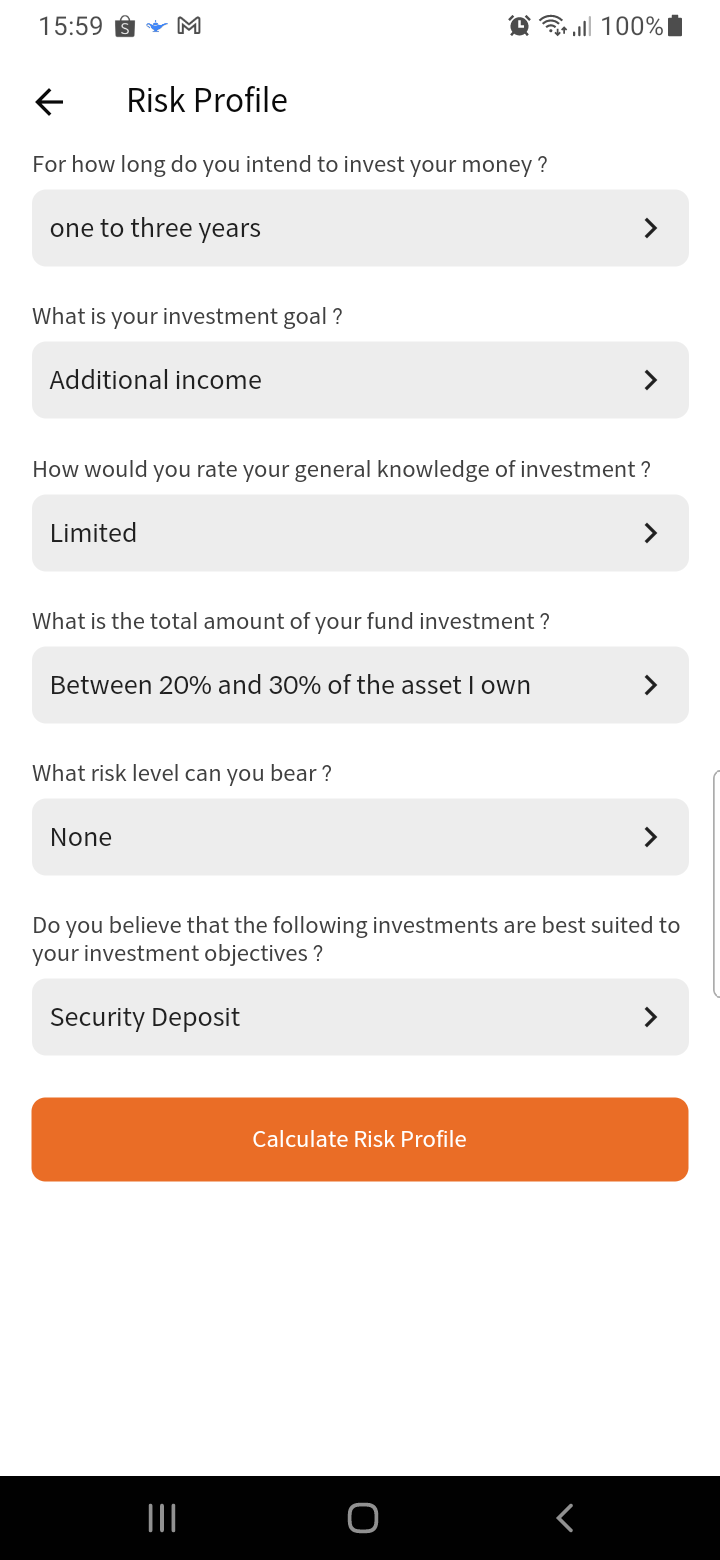 15:59
100%
Risk Profile
For how long do you intend to invest your money ?
one to three years
What is your investment goal ?
Additional income
How would you rate your general knowledge of investment ?
Limited
What is the total amount of your fund investment ?
Between 20% and 30% of the asset I own
What risk level can you bear ?
None
Do you believe that the following investments are best suited to
your investment objectives ?
Security Deposit
Calculate Risk Profile